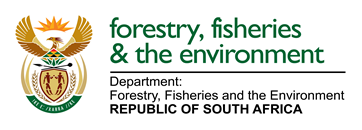 forestry, fisheries
& the environment
Department:
Forestry, Fisheries and the Environment
REPUBLIC OF SOUTH AFRICA